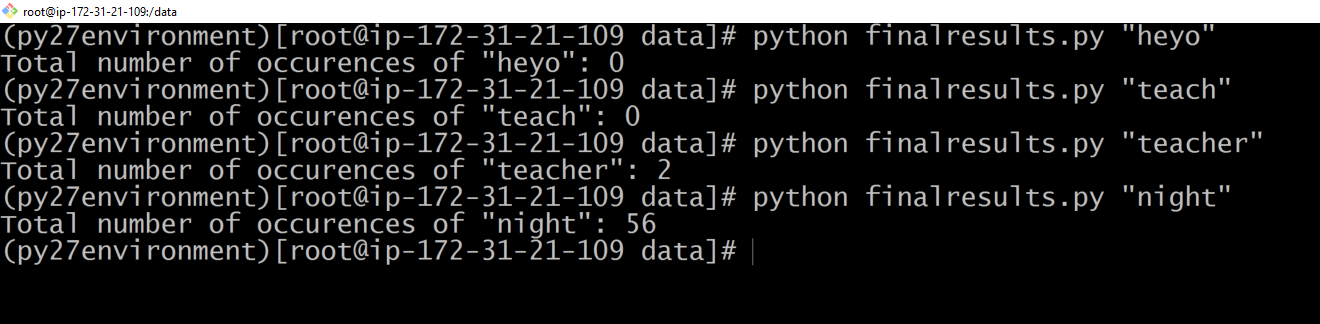 root@ip-172-31-21-109:/data
(py27environment)[root@ip-172-31-21-109 data]# python finalresults.py "heyo"
Total number of occurences of "heyo": 0
(py27environment)[root@ip-172-31-21-109 data]# python finalresults.py "teach"
Total number of occurences of "teach": 0
(py27environment)[root@ip-172-31-21-109 data]# python finalresults.py "teacher"
Total number of occurences of "teacher": 2
(py27environment)[root@ip-172-31-21-109 data]# python finalresults.py "night"
Total number of occurences of "night": 56
(py27environment)[root@ip-172-31-21-109 data]#